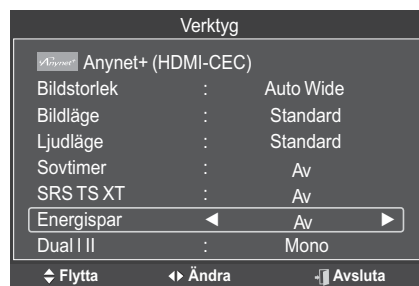 Verktyg
Anynet+ Anynet+ (HDMI-CEC)
Bildstorlek : Auto Wide
Bildläge : Standard
Ljudläge : Standard
Sovtimer : Av
SRS TS XT : Av
Energispar ◄ Av ►
Dual I II : Mono
Flytta Ändra Avsluta